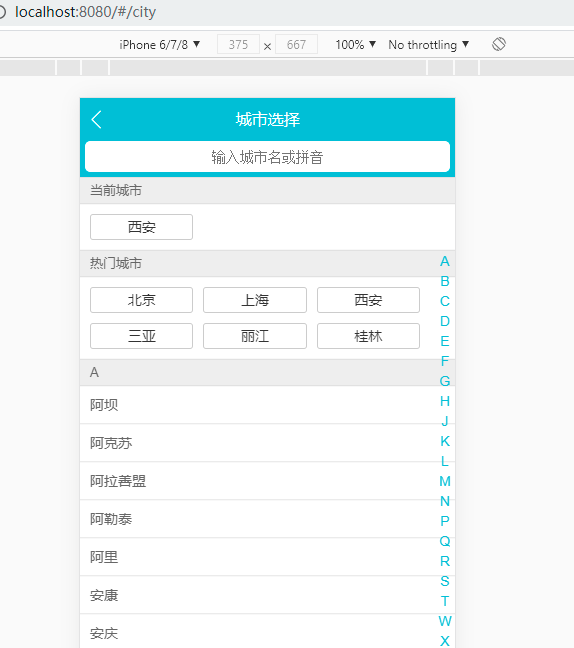 localhost:8080/#/city
iPhone 6/7/8 ▼ 375 × 667 100% ▼ No throttling ▼
城市选择
输入城市名或拼音
当前城市
西安
热门城市
北京 上海 西安
三亚 丽江 桂林
A
阿坝
阿克苏
阿拉善盟
阿勒泰
阿里
安康
安庆
A
B
C
D
E
F
G
H
J
K
L
M
N
P
Q
R
S
T
W
X